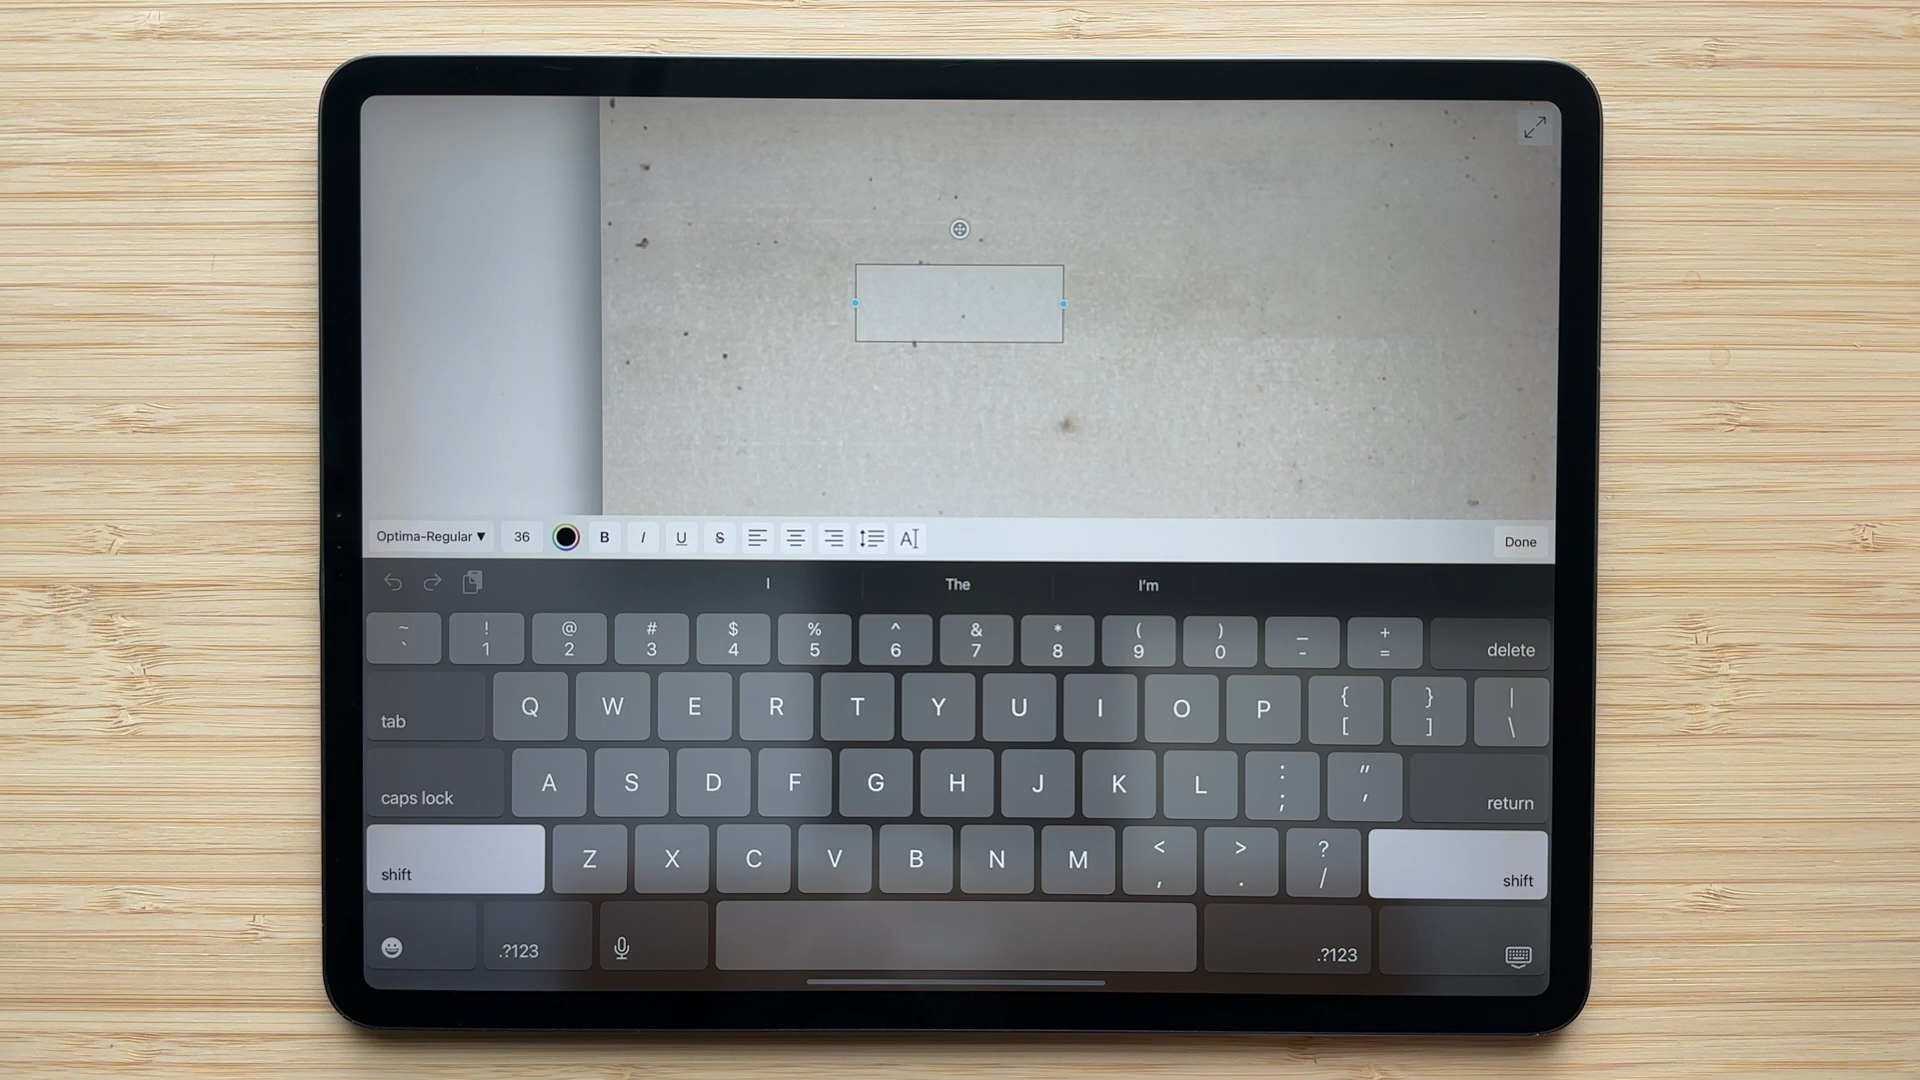 Optima-Regular ▼ 36 B I U S A Done
I The I'm
~ ! @ # $ % ^ & * ( ) _ +
` 1 2 3 4 5 6 7 8 9 0 - = delete
tab Q W E R T Y U I O P { [ } ] | \
caps lock A S D F G H J K L : ; " ' return
shift Z X C V B N M < , > . ? / shift
.?123 .?123